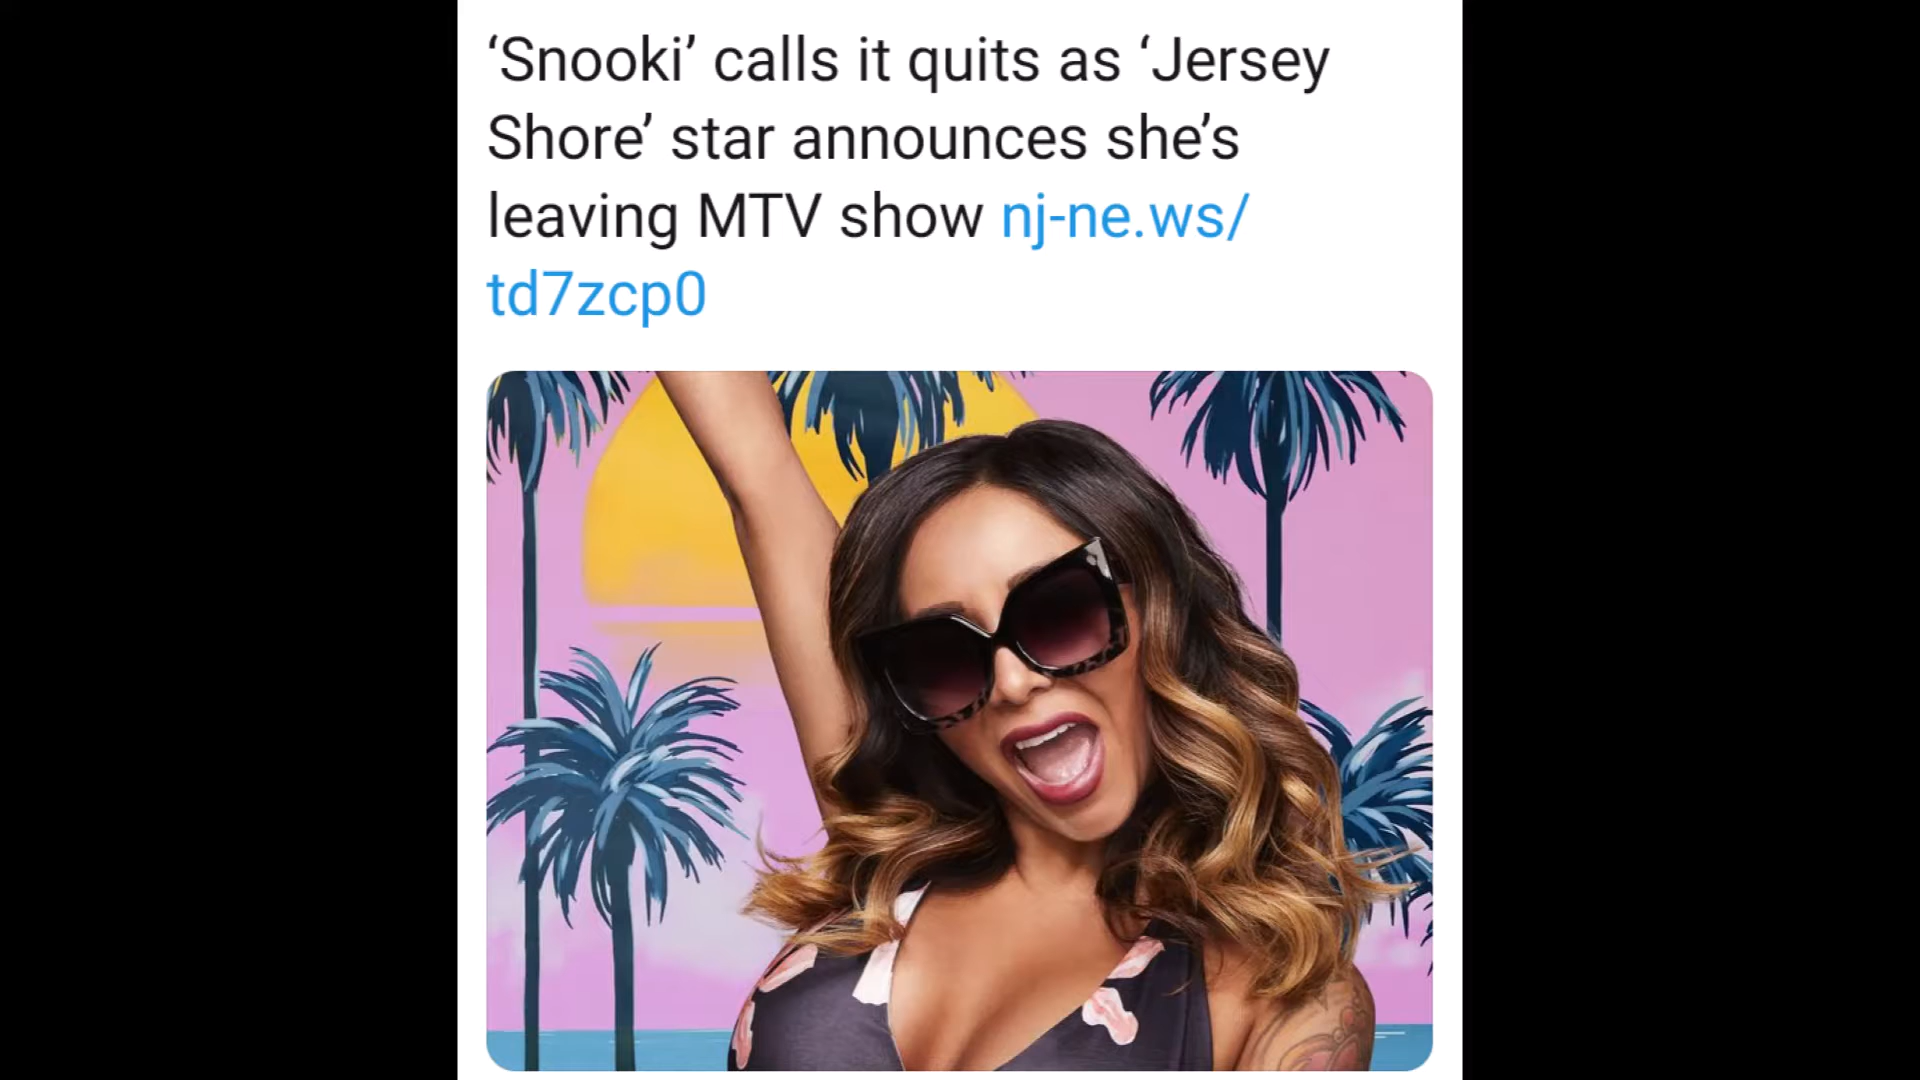 ‘Snooki’ calls it quits as ‘Jersey
Shore’ star announces she’s
leaving MTV show nj-ne.ws/
td7zcp0